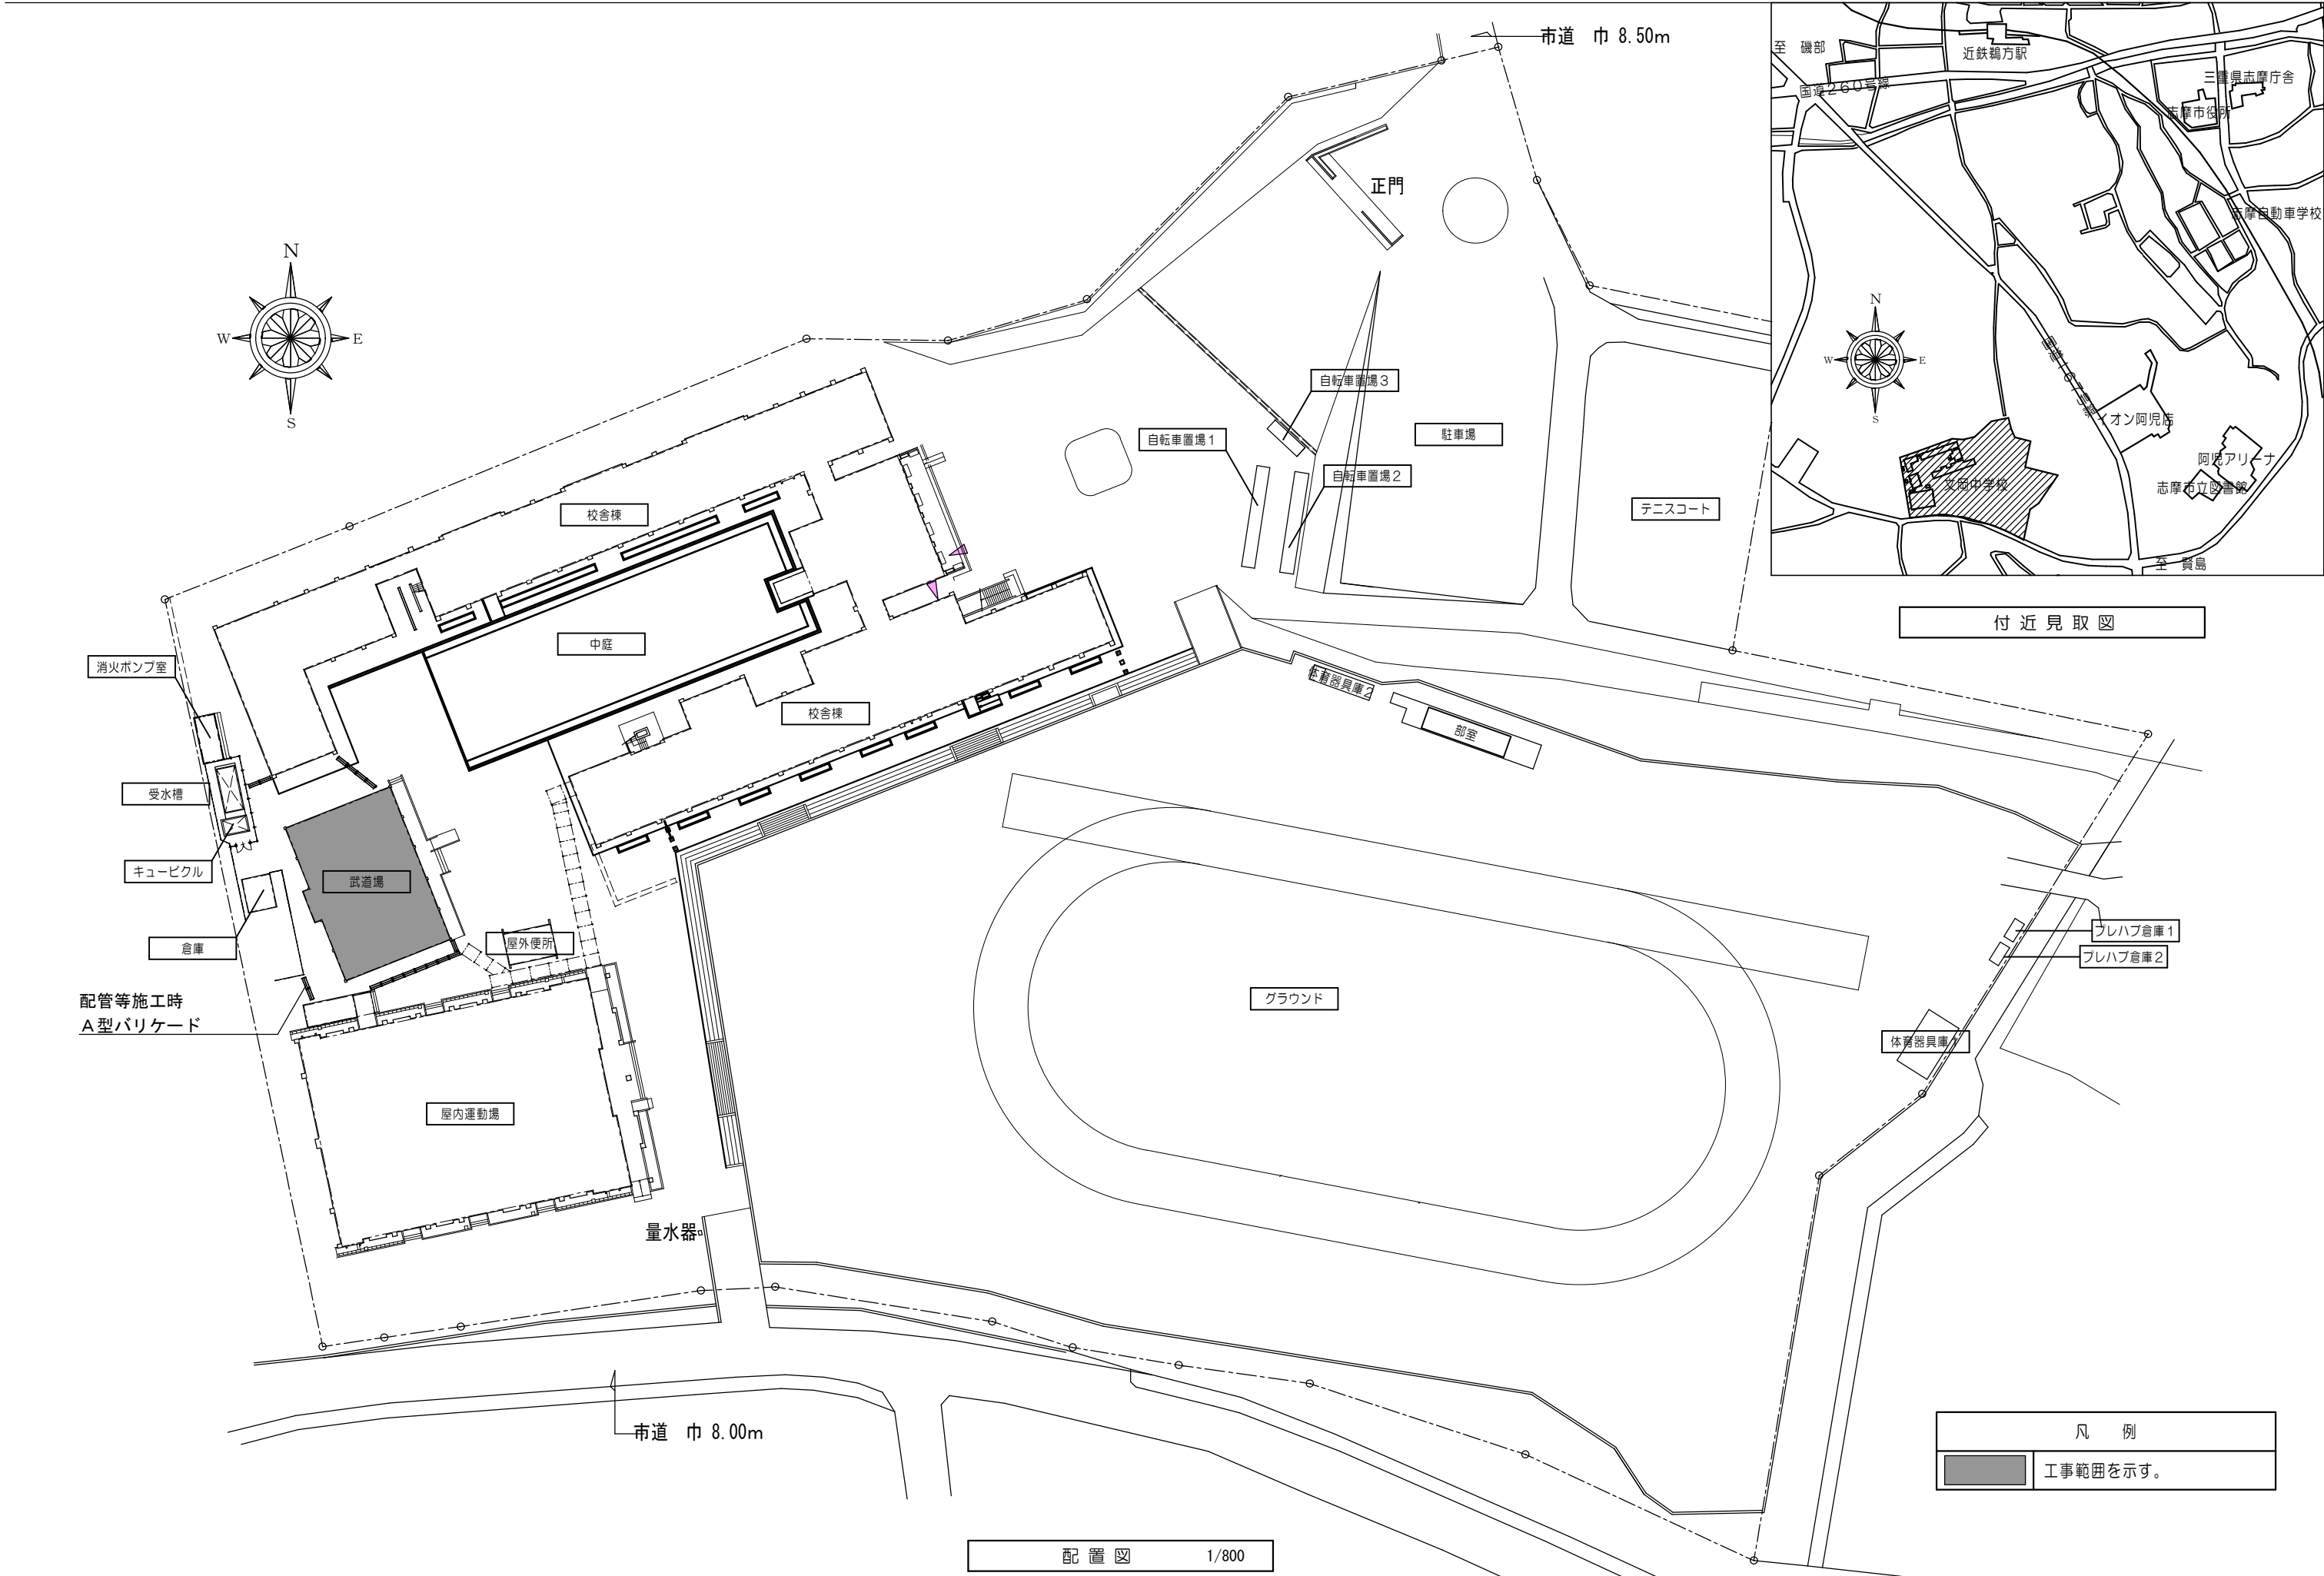 市道　巾 8.50m
正門
N
W
E
S
自転車置場3
自転車置場1
自転車置場2
駐車場
テニスコート
校舎棟
中庭
校舎棟
消火ポンプ室
受水槽
キュービクル
倉庫
武道場
屋外便所
配管等施工時
A型バリケード
屋内運動場
量水器
体育器具庫2
部室
グラウンド
プレハブ倉庫1
プレハブ倉庫2
体育器具庫1
市道　巾 8.00m
至　磯部
近鉄鵜方駅
国道260号線
三重県志摩庁舎
志摩市役所
志摩自動車学校
N
W
E
S
イオン阿児店
阿児アリーナ
志摩市立図書館
文岡中学校
至　賢島
付近見取図
凡　例
工事範囲を示す。
配置図　1/800